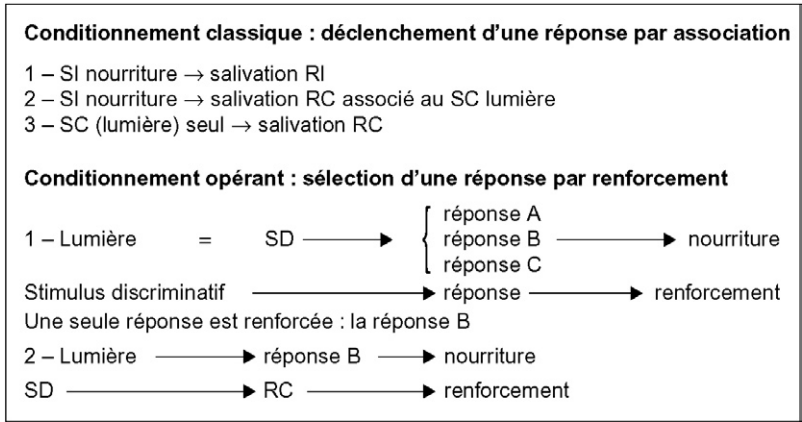 Conditionnement classique : déclenchement d'une réponse par association
1 – SI nourriture → salivation RI
2 – SI nourriture → salivation RC associé au SC lumière
3 – SC (lumière) seul → salivation RC
Conditionnement opérant : sélection d'une réponse par renforcement
réponse A
1 – Lumière = SD → { réponse B → nourriture
réponse C
Stimulus discriminatif → réponse → renforcement
Une seule réponse est renforcée : la réponse B
2 – Lumière → réponse B → nourriture
SD → RC → renforcement